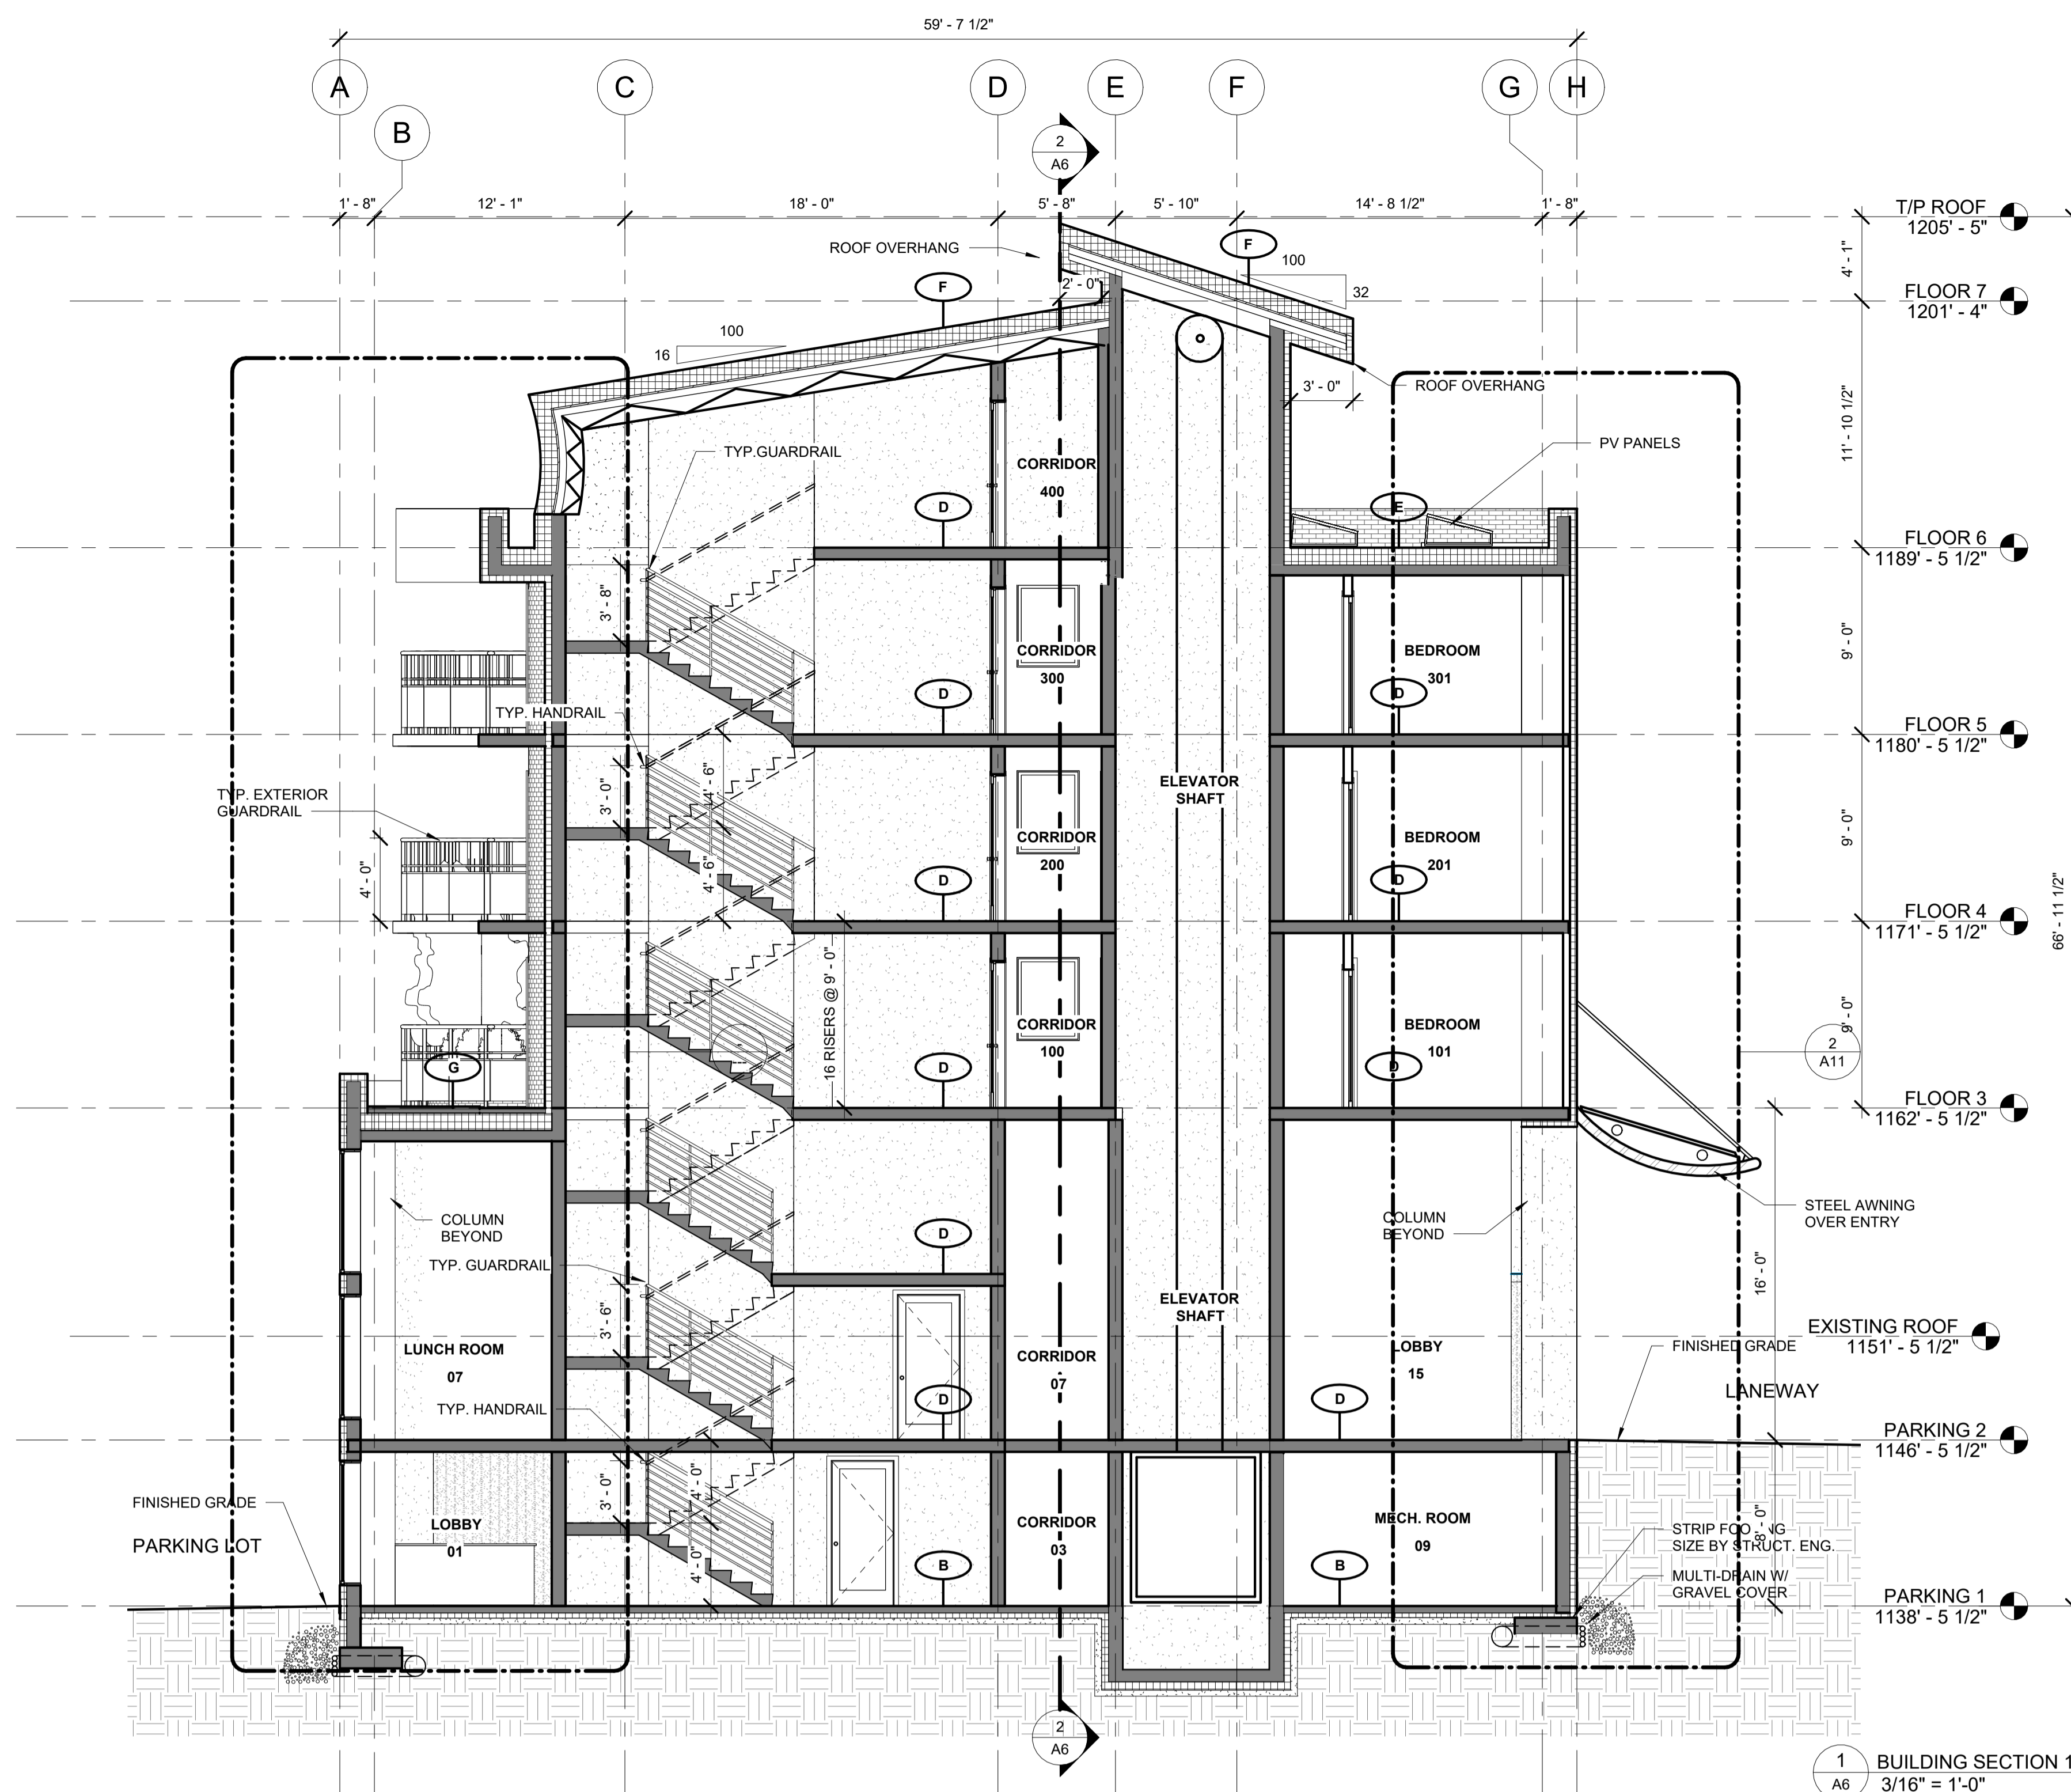 59' - 7 1/2"
A
B
C
D
E
F
G
H
2
A6
1' - 8"
12' - 1"
18' - 0"
5' - 8"
5' - 10"
14' - 8 1/2"
1' - 8"
T/P ROOF
1205' - 5"
4' - 1"
ROOF OVERHANG
F
100
32
F
2' - 0"
FLOOR 7
1201' - 4"
100
16
3' - 0"
ROOF OVERHANG
11' - 10 1/2"
TYP.GUARDRAIL
PV PANELS
CORRIDOR
400
D
E
FLOOR 6
1189' - 5 1/2"
3' - 8"
9' - 0"
CORRIDOR
300
BEDROOM
301
D
D
TYP. HANDRAIL
FLOOR 5
1180' - 5 1/2"
3' - 0"
4' - 6"
ELEVATOR
SHAFT
TYP. EXTERIOR
GUARDRAIL
CORRIDOR
200
BEDROOM
201
9' - 0"
4' - 0"
4' - 6"
D
D
FLOOR 4
1171' - 5 1/2"
66' - 11 1/2"
16 RISERS @ 9' - 0"
CORRIDOR
100
BEDROOM
101
9' - 0"
2
A11
G
D
D
FLOOR 3
1162' - 5 1/2"
COLUMN
BEYOND
D
COLUMN
BEYOND
STEEL AWNING
OVER ENTRY
TYP. GUARDRAIL
16' - 0"
3' - 6"
ELEVATOR
SHAFT
EXISTING ROOF
1151' - 5 1/2"
LUNCH ROOM
07
CORRIDOR
07
LOBBY
15
FINISHED GRADE
LANEWAY
D
D
TYP. HANDRAIL
PARKING 2
1146' - 5 1/2"
3' - 0"
4' - 0"
FINISHED GRADE
PARKING LOT
LOBBY
01
CORRIDOR
03
MECH. ROOM
09
8' - 0"
STRIP FOOTING
SIZE BY STRUCT. ENG.
4' - 0"
B
B
MULTI-DRAIN W/
GRAVEL COVER
PARKING 1
1138' - 5 1/2"
2
A6
1
A6
BUILDING SECTION 1
3/16" = 1'-0"